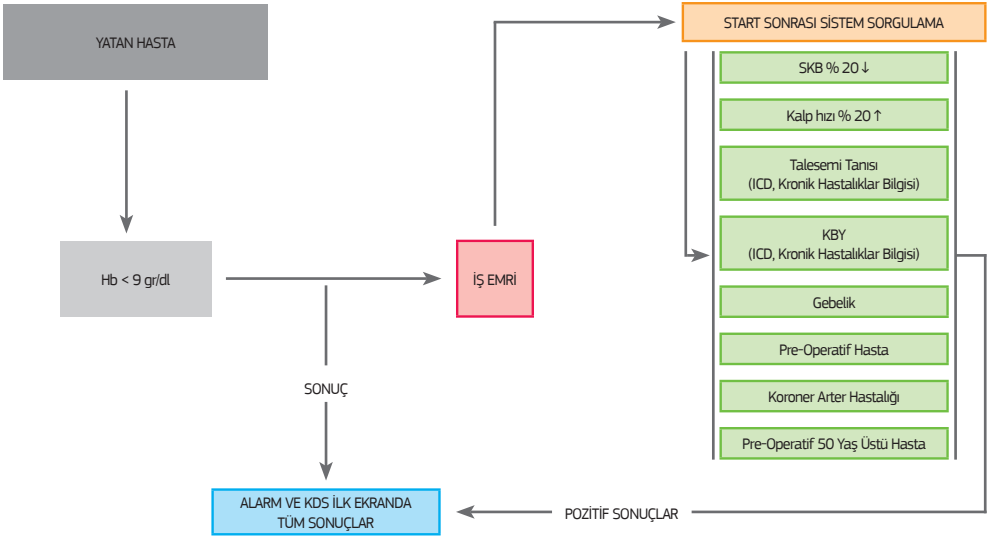 YATAN HASTA
Hb < 9 gr/dl
İŞ EMRİ
SONUÇ
ALARM VE KDS İLK EKRANDA
TÜM SONUÇLAR
START SONRASI SİSTEM SORGULAMA
SKB % 20 ↓
Kalp hızı % 20 ↑
Talesemi Tanısı
(ICD, Kronik Hastalıklar Bilgisi)
KBY
(ICD, Kronik Hastalıklar Bilgisi)
Gebelik
Pre-Operatif Hasta
Koroner Arter Hastalığı
Pre-Operatif 50 Yaş Üstü Hasta
POZİTİF SONUÇLAR